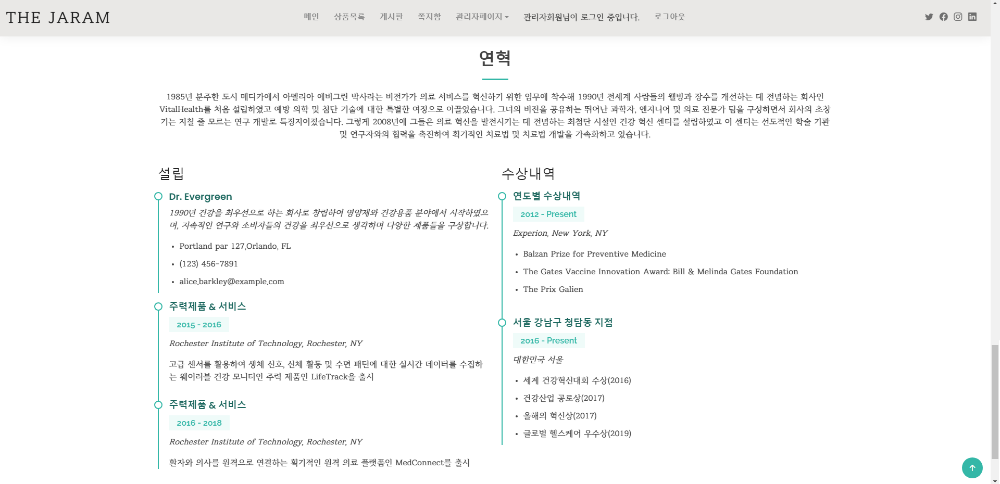 THE JARAM
메인 상품목록 게시판 쪽지함 관리자페이지 관리자회원님이 로그인 중입니다. 로그아웃
연혁
1985년 분주한 도시 메디카에서 아멜리아 에버그린 박사라는 비전가가 의료 서비스를 혁신하기 위한 임무에 착수해 1990년 전세계 사람들의 웰빙과 장수를 개선하는 데 전념하는 회사인
VitalHealth를 처음 설립하였고 예방 의학 및 첨단 기술에 대한 특별한 여정으로 이끌었습니다. 그녀의 비전을 공유하는 뛰어난 과학자, 엔지니어 및 의료 전문가 팀을 구성하면서 회사의 초창
기는 지칠 줄 모르는 연구 개발로 특징지어졌습니다. 그렇게 2008년에 그들은 의료 혁신을 발전시키는 데 전념하는 최첨단 시설인 건강 혁신 센터를 설립하였고 이 센터는 선도적인 학술 기관
및 연구자와의 협력을 촉진하여 획기적인 치료법 및 치료법 개발을 가속화하고 있습니다.
설립
Dr. Evergreen
1990년 건강을 최우선으로 하는 회사로 창립하여 영양제와 건강용품 분야에서 시작하였으
며, 지속적인 연구와 소비자들의 건강을 최우선으로 생각하며 다양한 제품들을 구상합니다.
• Portland par 127,Orlando, FL
• (123) 456-7891
• alice.barkley@example.com
주력제품 & 서비스
2015 - 2016
Rochester Institute of Technology, Rochester, NY
고급 센서를 활용하여 생체 신호, 신체 활동 및 수면 패턴에 대한 실시간 데이터를 수집하
는 웨어러블 건강 모니터인 주력 제품인 LifeTrack을 출시
주력제품 & 서비스
2016 - 2018
Rochester Institute of Technology, Rochester, NY
환자와 의사를 원격으로 연결하는 획기적인 원격 의료 플랫폼인 MedConnect를 출시
수상내역
연도별 수상내역
2012 - Present
Experion, New York, NY
• Balzan Prize for Preventive Medicine
• The Gates Vaccine Innovation Award: Bill & Melinda Gates Foundation
• The Prix Galien
서울 강남구 청담동 지점
2016 - Present
대한민국 서울
• 세계 건강혁신대회 수상(2016)
• 건강산업 공로상(2017)
• 올해의 혁신상(2017)
• 글로벌 헬스케어 우수상(2019)